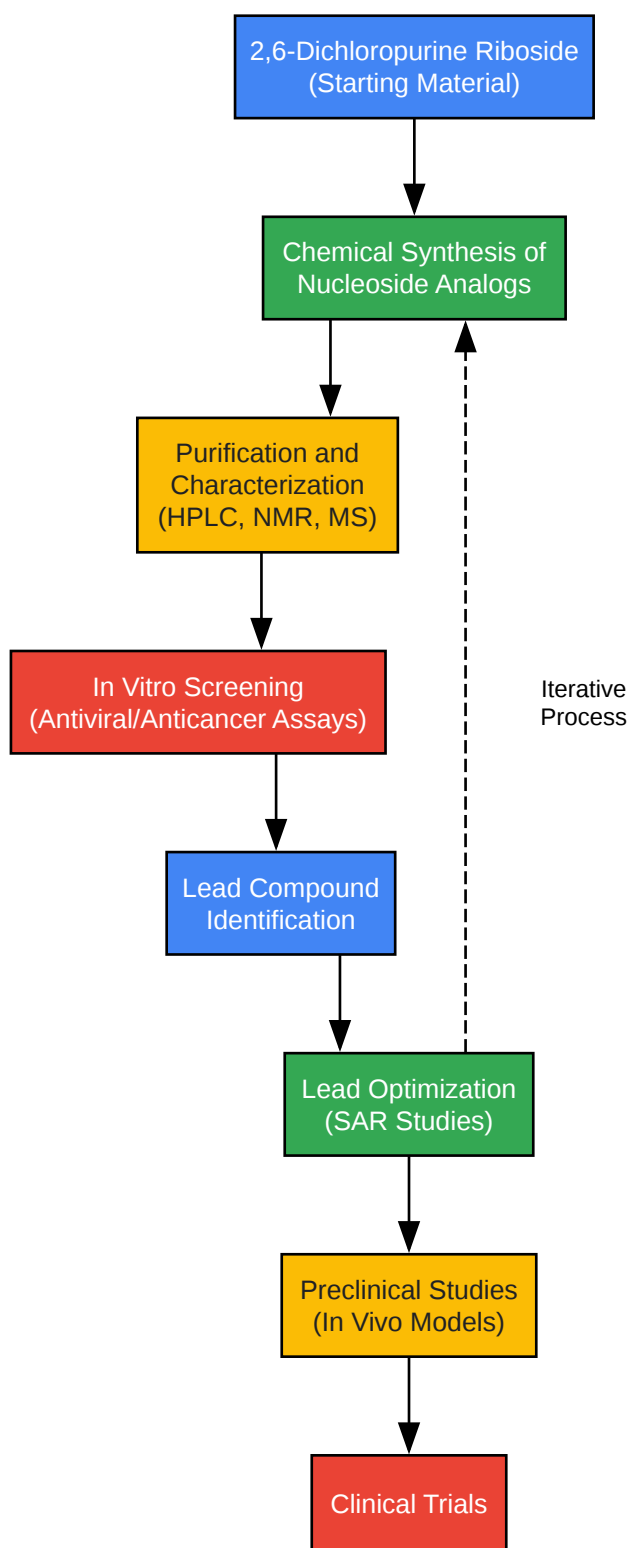 2,6-Dichloropurine Riboside
(Starting Material)
Chemical Synthesis of
Nucleoside Analogs
Purification and
Characterization
(HPLC, NMR, MS)
In Vitro Screening
(Antiviral/Anticancer Assays)
Iterative
Process
Lead Compound
Identification
Lead Optimization
(SAR Studies)
Preclinical Studies
(In Vivo Models)
Clinical Trials